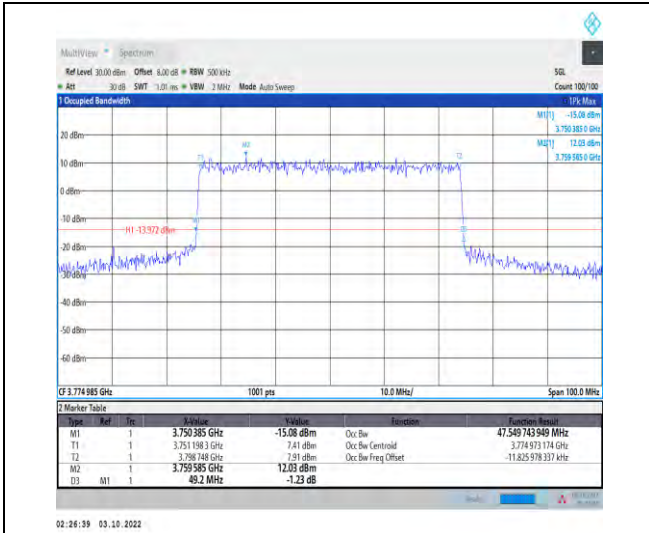 MultiView Spectrum
Ref Level 30.00 dBm Offset 8.00 dB RBW 500 kHz SGL
Att 30 dB SWT 1.01 ms VBW 2 MHz Mode Auto Sweep Count 100/100
1 Occupied Bandwidth 1Pk Max
M1[1] -15.08 dBm
3.750 385 0 GHz
M2[1] 12.03 dBm
3.759 585 0 GHz
20 dBm
M2
T1 T2
10 dBm
0 dBm
-10 dBm
H1 -13.972 dBm
-20 dBm
-30 dBm
-40 dBm
-50 dBm
-60 dBm
CF 3.774 985 GHz 1001 pts 10.0 MHz/ Span 100.0 MHz
2 Marker Table
Type Ref Trc X-Value Y-Value Function Function Result
M1 1 3.750 385 GHz -15.08 dBm Occ Bw 47.549 743 949 MHz
T1 1 3.751 198 3 GHz 7.41 dBm Occ Bw Centroid 3.774 973 174 GHz
T2 1 3.798 748 GHz 7.91 dBm Occ Bw Freq Offset -11.825 978 337 kHz
M2 1 3.759 585 GHz 12.03 dBm
D3 M1 1 49.2 MHz -1.23 dB
02:26:39 03.10.2022